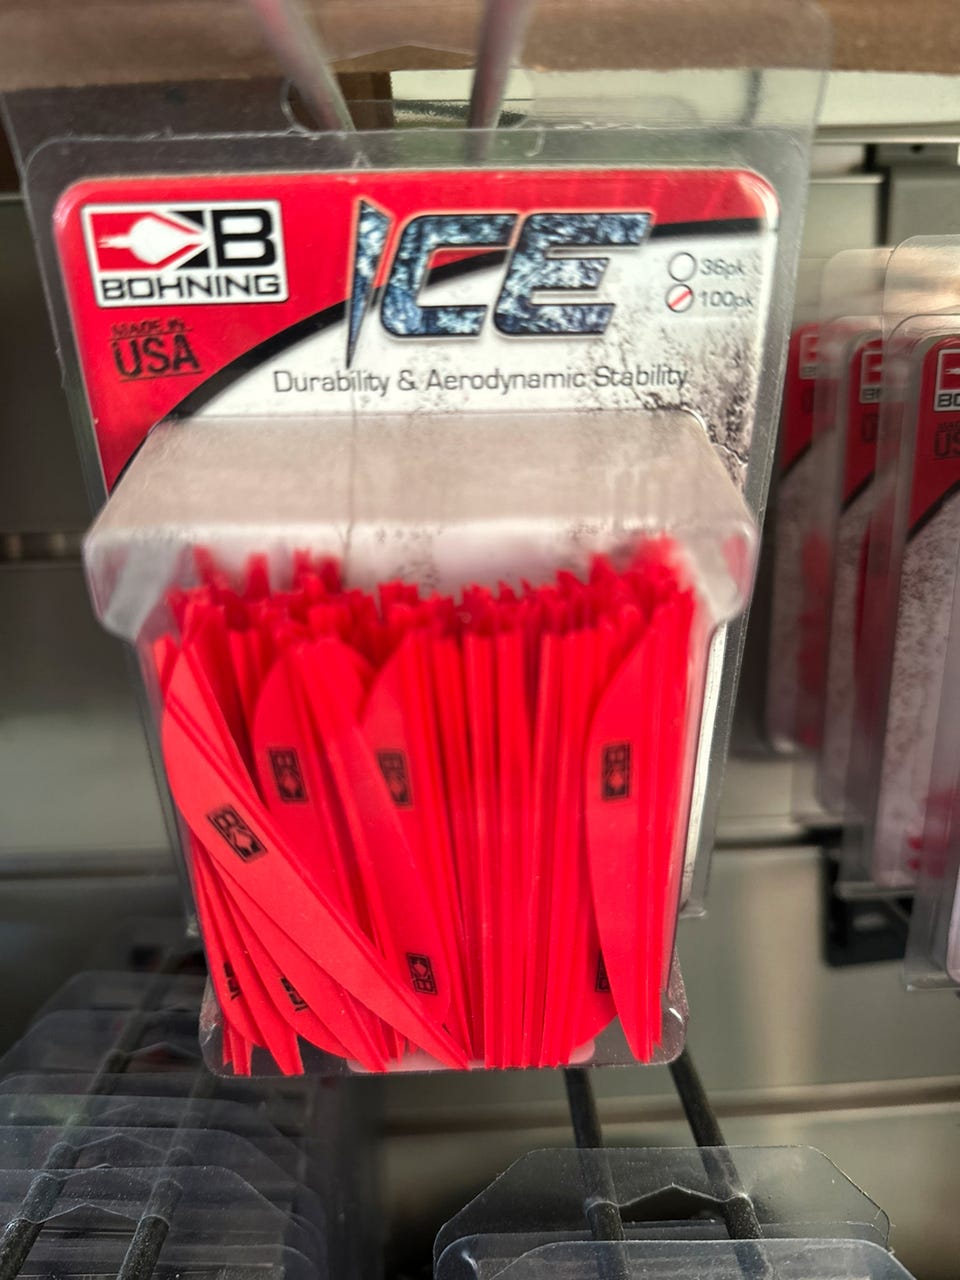 B
BOHNING
ICE
36pk
100pk
MADE IN
USA
Durability & Aerodynamic Stability